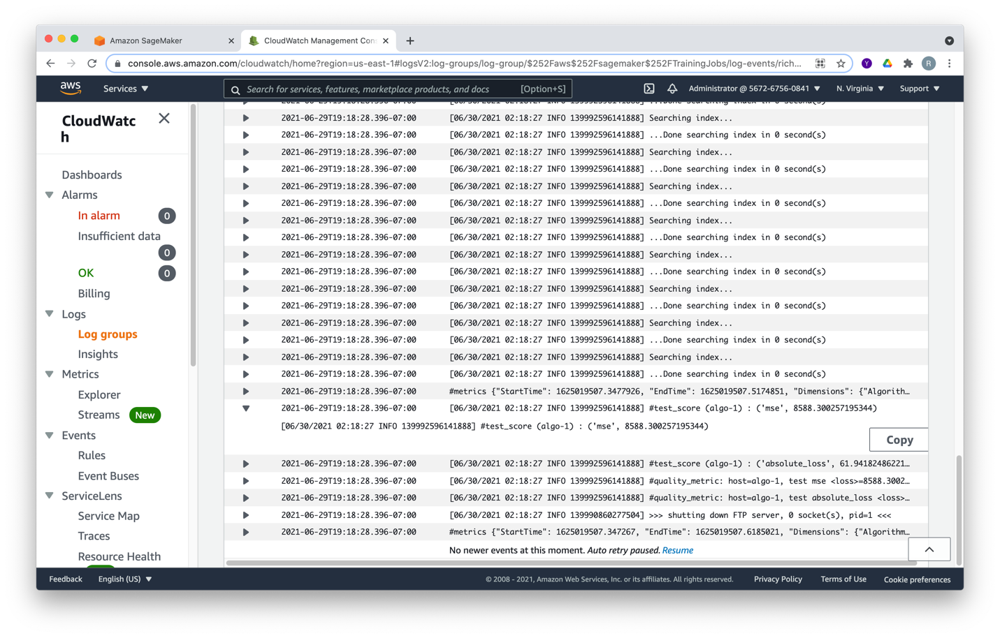 Amazon SageMaker
CloudWatch Management Con
console.aws.amazon.com/cloudwatch/home?region=us-east-1#logsV2:log-groups/log-group/$252Faws$252Fsagemaker$252FTrainingJobs/log-events/rich...
Y
R
aws
Services
Search for services, features, marketplace products, and docs [Option+S]
Administrator @ 5672-6756-0841
N. Virginia
Support
CloudWatc
h
Dashboards
Alarms
In alarm 0
Insufficient data
0
OK 0
Billing
Logs
Log groups
Insights
Metrics
Explorer
Streams New
Events
Rules
Event Buses
ServiceLens
Service Map
Traces
Resource Health
2021-06-29T19:18:28.396-07:00 [06/30/2021 02:18:27 INFO 139992596141888] ...Done searching index in 0 second(s)
2021-06-29T19:18:28.396-07:00 [06/30/2021 02:18:27 INFO 139992596141888] Searching index...
2021-06-29T19:18:28.396-07:00 [06/30/2021 02:18:27 INFO 139992596141888] ...Done searching index in 0 second(s)
2021-06-29T19:18:28.396-07:00 [06/30/2021 02:18:27 INFO 139992596141888] Searching index...
2021-06-29T19:18:28.396-07:00 [06/30/2021 02:18:27 INFO 139992596141888] ...Done searching index in 0 second(s)
2021-06-29T19:18:28.396-07:00 [06/30/2021 02:18:27 INFO 139992596141888] Searching index...
2021-06-29T19:18:28.396-07:00 [06/30/2021 02:18:27 INFO 139992596141888] ...Done searching index in 0 second(s)
2021-06-29T19:18:28.396-07:00 [06/30/2021 02:18:27 INFO 139992596141888] Searching index...
2021-06-29T19:18:28.396-07:00 [06/30/2021 02:18:27 INFO 139992596141888] ...Done searching index in 0 second(s)
2021-06-29T19:18:28.396-07:00 [06/30/2021 02:18:27 INFO 139992596141888] Searching index...
2021-06-29T19:18:28.396-07:00 [06/30/2021 02:18:27 INFO 139992596141888] ...Done searching index in 0 second(s)
2021-06-29T19:18:28.396-07:00 [06/30/2021 02:18:27 INFO 139992596141888] Searching index...
2021-06-29T19:18:28.396-07:00 [06/30/2021 02:18:27 INFO 139992596141888] ...Done searching index in 0 second(s)
2021-06-29T19:18:28.396-07:00 [06/30/2021 02:18:27 INFO 139992596141888] Searching index...
2021-06-29T19:18:28.396-07:00 [06/30/2021 02:18:27 INFO 139992596141888] ...Done searching index in 0 second(s)
2021-06-29T19:18:28.396-07:00 [06/30/2021 02:18:27 INFO 139992596141888] Searching index...
2021-06-29T19:18:28.396-07:00 [06/30/2021 02:18:27 INFO 139992596141888] ...Done searching index in 0 second(s)
2021-06-29T19:18:28.396-07:00 #metrics {"StartTime": 1625019507.3477926, "EndTime": 1625019507.5174851, "Dimensions": {"Algorith...
2021-06-29T19:18:28.396-07:00 [06/30/2021 02:18:27 INFO 139992596141888] #test_score (algo-1) : ('mse', 8588.300257195344)
[06/30/2021 02:18:27 INFO 139992596141888] #test_score (algo-1) : ('mse', 8588.300257195344)
Copy
2021-06-29T19:18:28.396-07:00 [06/30/2021 02:18:27 INFO 139992596141888] #test_score (algo-1) : ('absolute_loss', 61.94182486221...
2021-06-29T19:18:28.396-07:00 [06/30/2021 02:18:27 INFO 139992596141888] #quality_metric: host=algo-1, test mse <loss>=8588.3002...
2021-06-29T19:18:28.396-07:00 [06/30/2021 02:18:27 INFO 139992596141888] #quality_metric: host=algo-1, test absolute_loss <loss>...
2021-06-29T19:18:28.396-07:00 [06/30/2021 02:18:27 INFO 139990860277504] >>> shutting down FTP server, 0 socket(s), pid=1 <<<
2021-06-29T19:18:28.396-07:00 #metrics {"StartTime": 1625019507.347267, "EndTime": 1625019507.6185021, "Dimensions": {"Algorithm...
No newer events at this moment. Auto retry paused. Resume
Feedback
English (US)
© 2008 - 2021, Amazon Web Services, Inc. or its affiliates. All rights reserved.
Privacy Policy
Terms of Use
Cookie preferences